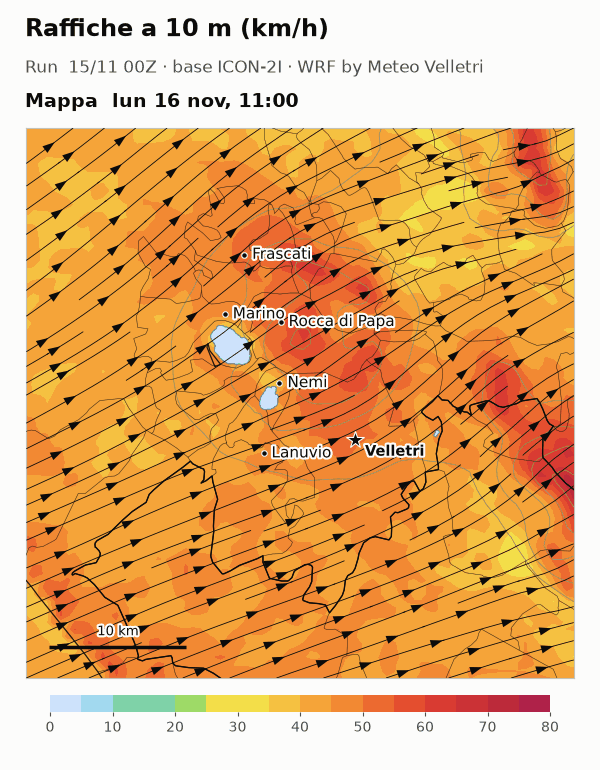 Raffiche a 10 m (km/h)
Run 15/11 00Z · base ICON-2I · WRF by Meteo Velletri
Mappa lun 16 nov, 11:00
Frascati
Marino
Rocca di Papa
Nemi
Velletri
Lanuvio
10 km
0 10 20 30 40 50 60 70 80